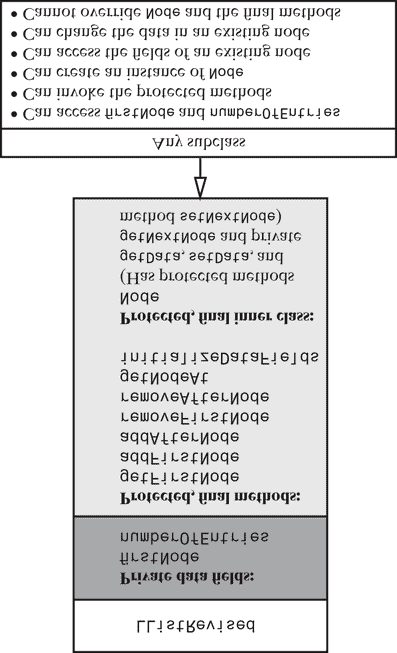 LListRevised
Private data fields:
firstNode
numberOfEntries
Protected, final methods:
getFirstNode
addFirstNode
addAfterNode
removeFirstNode
removeAfterNode
getNodeAt
initializeDataFields
Protected, final inner class:
Node
(Has protected methods
getData, setData, and
getNextNode and private
method setNextNode)
Any subclass
• Can access firstNode and numberOfEntries
• Can invoke the protected methods
• Can create an instance of Node
• Can access the fields of an existing node
• Can change the data in an existing node
• Cannot override Node and the final methods